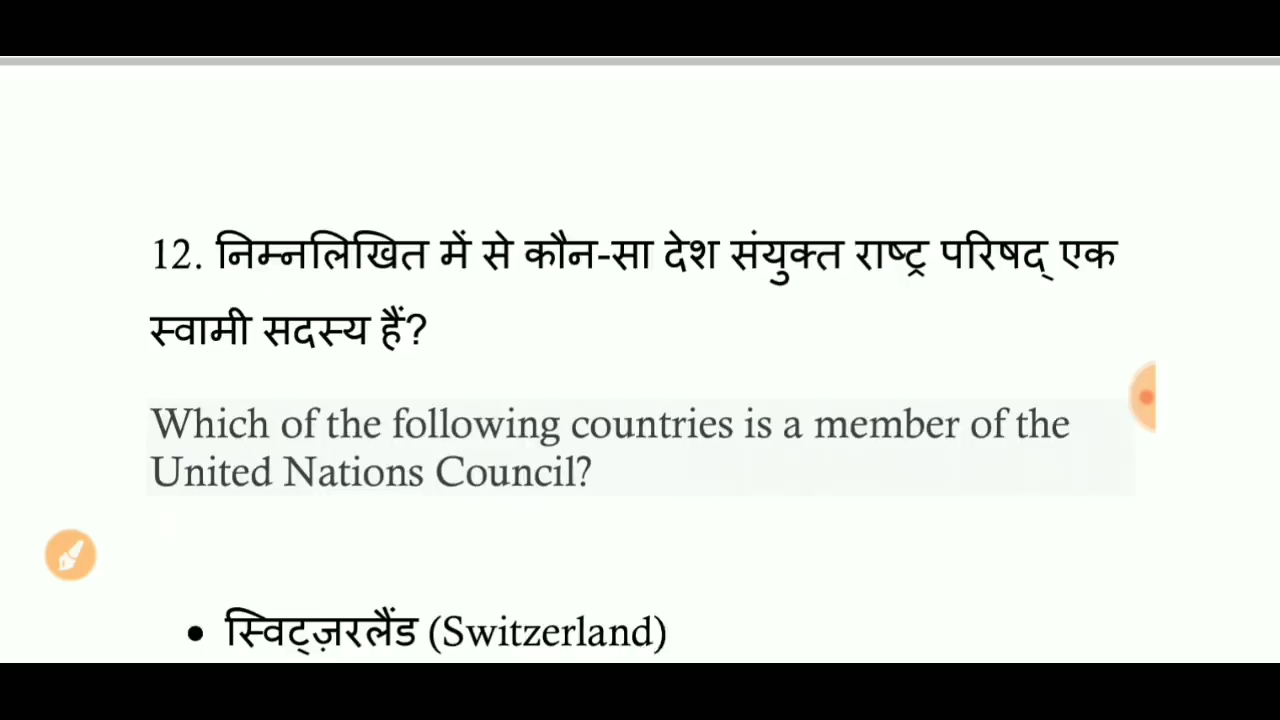 12. निम्नलिखित में से कौन-सा देश संयुक्त राष्ट्र परिषद् एक
स्वामी सदस्य हैं?
Which of the following countries is a member of the
United Nations Council?
• स्विट्ज़रलैंड (Switzerland)